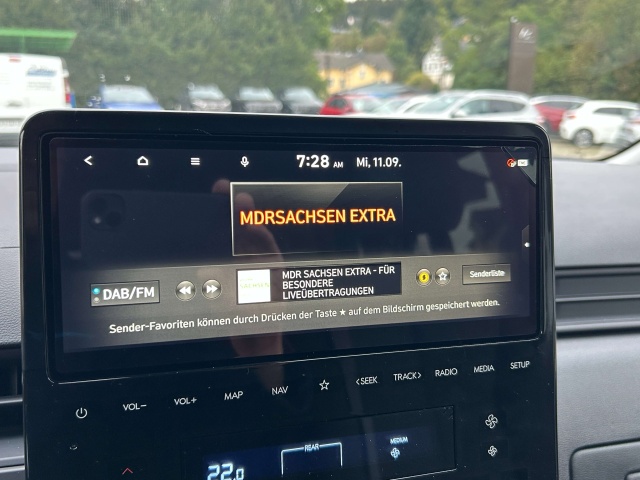 7:28 AM Mi, 11.09.
MDRSACHSEN EXTRA
DAB/FM
SACHSEN
MDR SACHSEN EXTRA - FÜR
BESONDERE
LIVEÜBERTRAGUNGEN
Senderliste
Sender-Favoriten können durch Drücken der Taste ★ auf dem Bildschirm gespeichert werden.
VOL− VOL+ MAP NAV ☆ <SEEK TRACK> RADIO MEDIA SETUP
22.0
REAR
MEDIUM